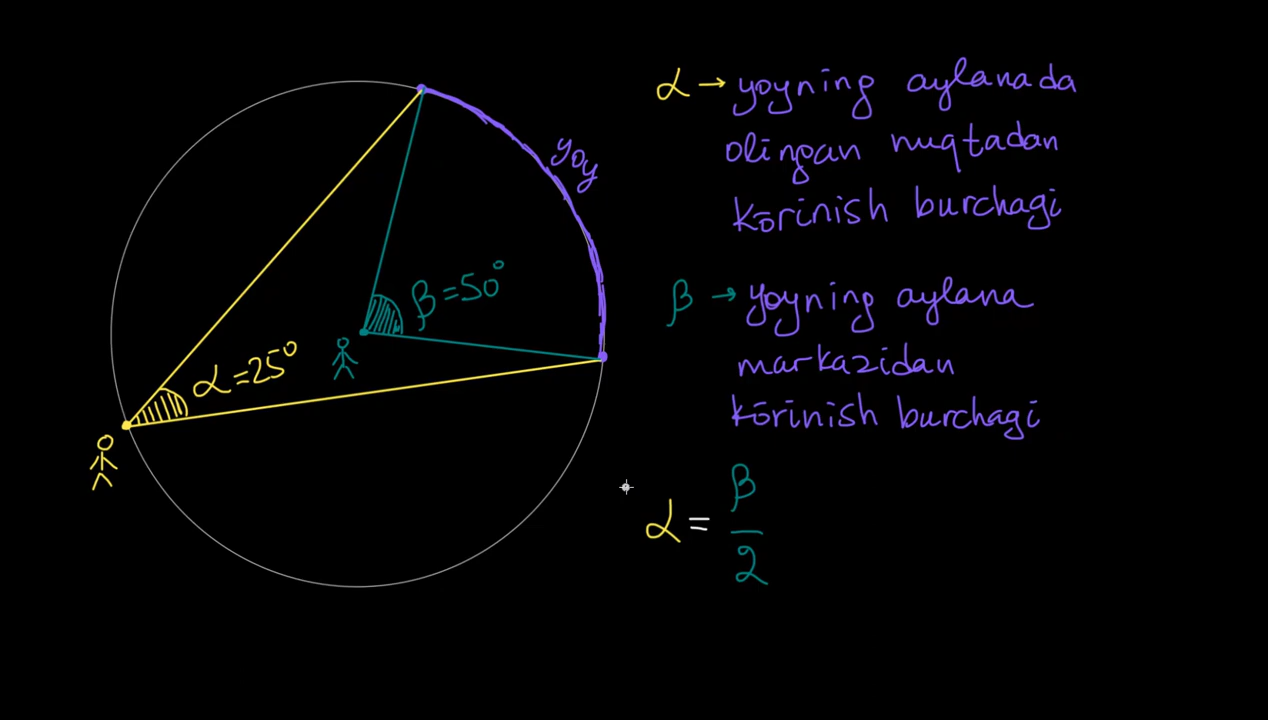 α → yoyning aylanada
olingan nuqtadan
kōrinish burchagi
yoy
β = 50°
β → yoyning aylana
markazidan
kōrinish burchagi
α = 25°
α = β/2